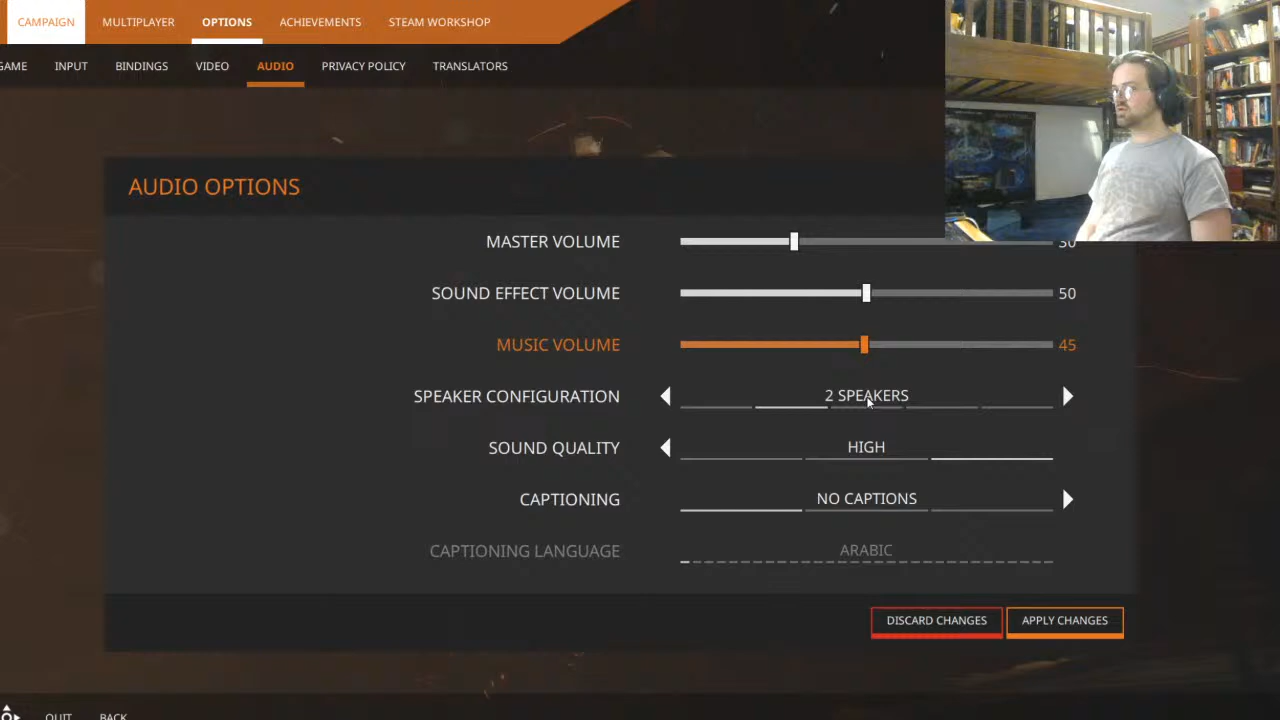 CAMPAIGN MULTIPLAYER OPTIONS ACHIEVEMENTS STEAM WORKSHOP
GAME INPUT BINDINGS VIDEO AUDIO PRIVACY POLICY TRANSLATORS
AUDIO OPTIONS
MASTER VOLUME 30
SOUND EFFECT VOLUME 50
MUSIC VOLUME 45
SPEAKER CONFIGURATION 2 SPEAKERS
SOUND QUALITY HIGH
CAPTIONING NO CAPTIONS
CAPTIONING LANGUAGE ARABIC
DISCARD CHANGES APPLY CHANGES
QUIT BACK